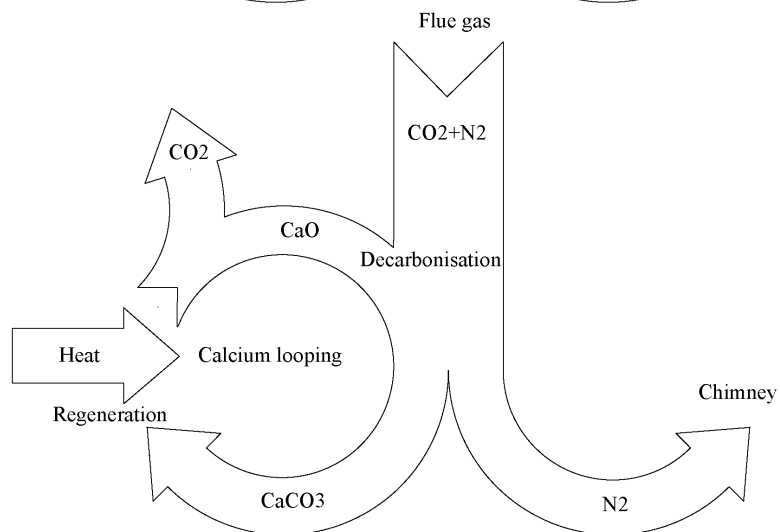 Flue gas
CO2+N2
CO2
CaO
Decarbonisation
Heat
Calcium looping
Regeneration
Chimney
CaCO3
N2